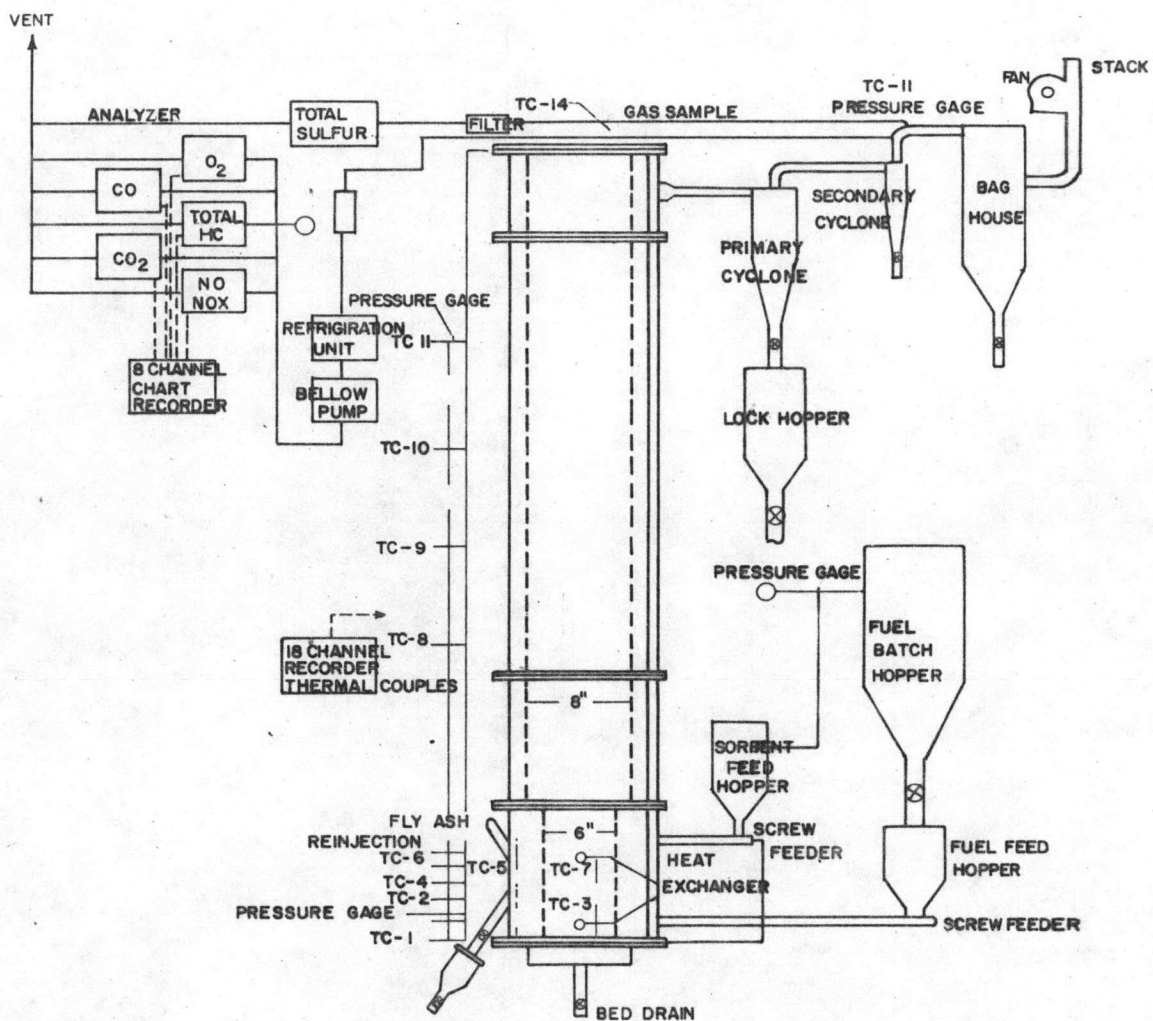 VENT
ANALYZER
TOTAL
SULFUR
FILTER
TC-14
GAS SAMPLE
TC-11
PRESSURE GAGE
FAN
STACK
O2
CO
TOTAL
HC
CO2
NO
NOX
8 CHANNEL
CHART
RECORDER
PRESSURE GAGE
REFRIGIRATION
UNIT
TC 11
BELLOW
PUMP
TC-10
TC-9
TC-8
18 CHANNEL
RECORDER
THERMAL COUPLES
PRIMARY
CYCLONE
SECONDARY
CYCLONE
BAG
HOUSE
LOCK HOPPER
PRESSURE GAGE
FUEL
BATCH
HOPPER
8"
SORBENT
FEED
HOPPER
SCREW
FEEDER
FUEL FEED
HOPPER
SCREW FEEDER
FLY ASH
REINJECTION
TC-6
TC-5
TC-4
TC-2
PRESSURE GAGE
TC-1
6"
TC-7
TC-3
HEAT
EXCHANGER
BED DRAIN